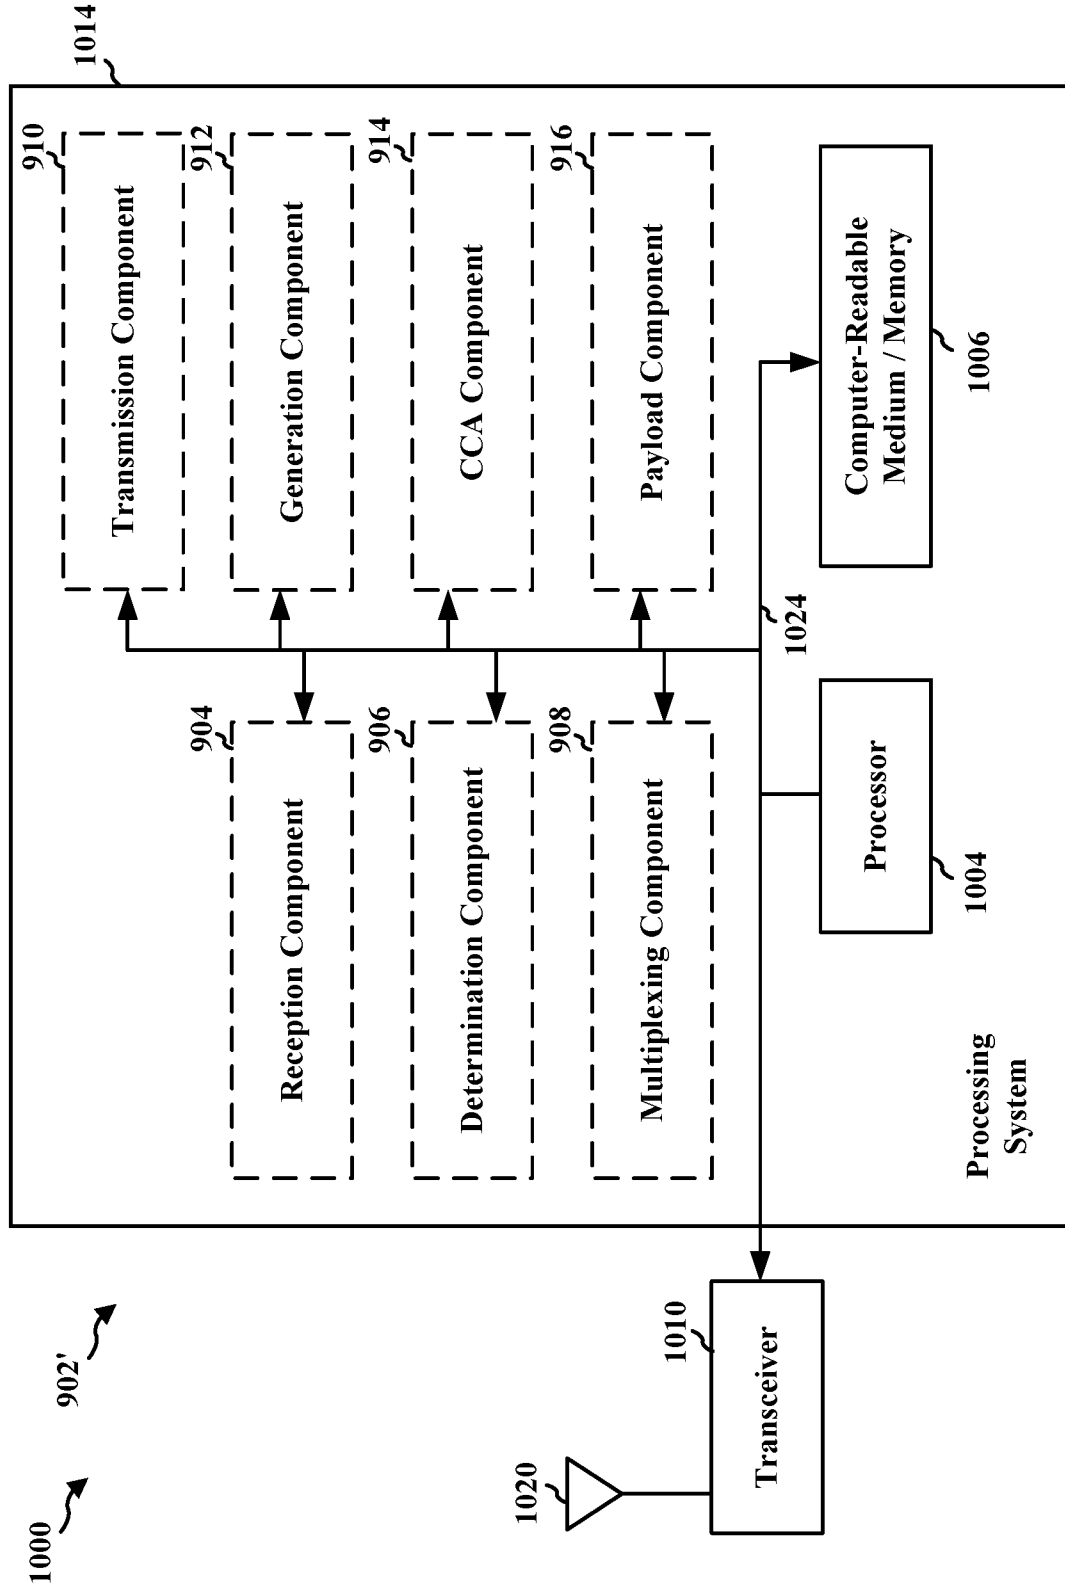 1000
902'
1014
910
Transmission Component
904
Reception Component
912
Generation Component
906
Determination Component
914
CCA Component
908
Multiplexing Component
916
Payload Component
1024
1020
1010
Transceiver
Processor
1004
Computer-Readable
Medium / Memory
1006
Processing
System